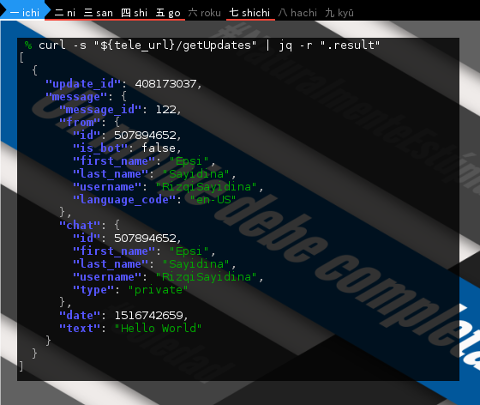 一 ichi 二 ni 三 san 四 shi 五 go 六 roku 七 shichi 八 hachi 九 kyū
% curl -s "${tele_url}/getUpdates" | jq -r ".result"
[
  {
    "update_id": 408173037,
    "message": {
      "message_id": 122,
      "from": {
        "id": 507894652,
        "is_bot": false,
        "first_name": "Epsi",
        "last_name": "Sayidina",
        "username": "RizqiSayidina",
        "language_code": "en-US"
      },
      "chat": {
        "id": 507894652,
        "first_name": "Epsi",
        "last_name": "Sayidina",
        "username": "RizqiSayidina",
        "type": "private"
      },
      "date": 1516742659,
      "text": "Hello World"
    }
  }
]
debe